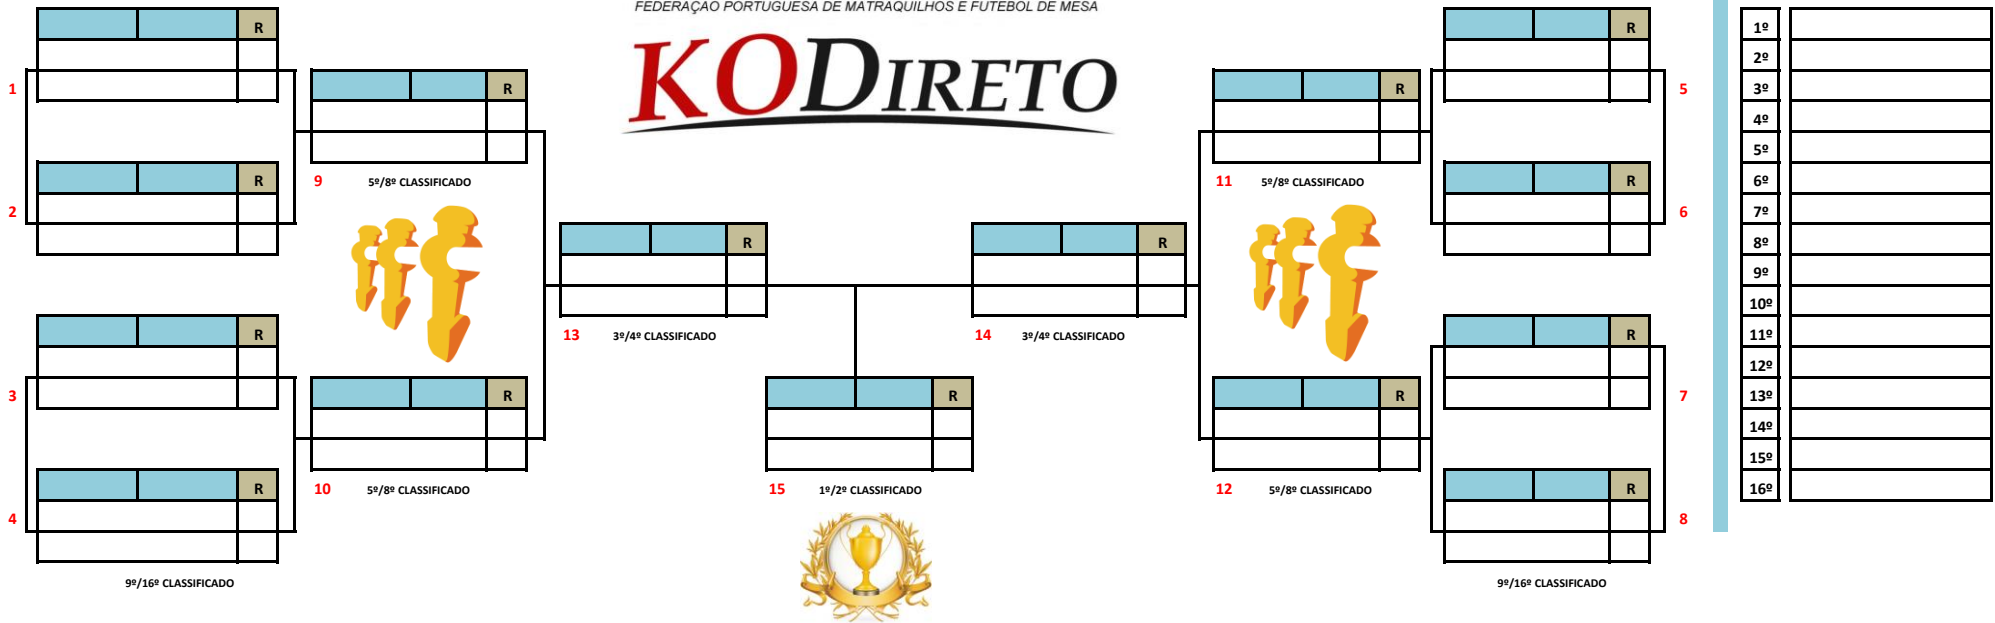 FEDERAÇÃO PORTUGUESA DE MATRAQUILHOS E FUTEBOL DE MESA
KODIRETO
R
1
R
2
R
3
R
4
9º/16º CLASSIFICADO
R
9 5º/8º CLASSIFICADO
R
10 5º/8º CLASSIFICADO
R
13 3º/4º CLASSIFICADO
R
14 3º/4º CLASSIFICADO
R
15 1º/2º CLASSIFICADO
R
11 5º/8º CLASSIFICADO
R
12 5º/8º CLASSIFICADO
R
5
R
6
R
7
R
8
9º/16º CLASSIFICADO
1º
2º
3º
4º
5º
6º
7º
8º
9º
10º
11º
12º
13º
14º
15º
16º